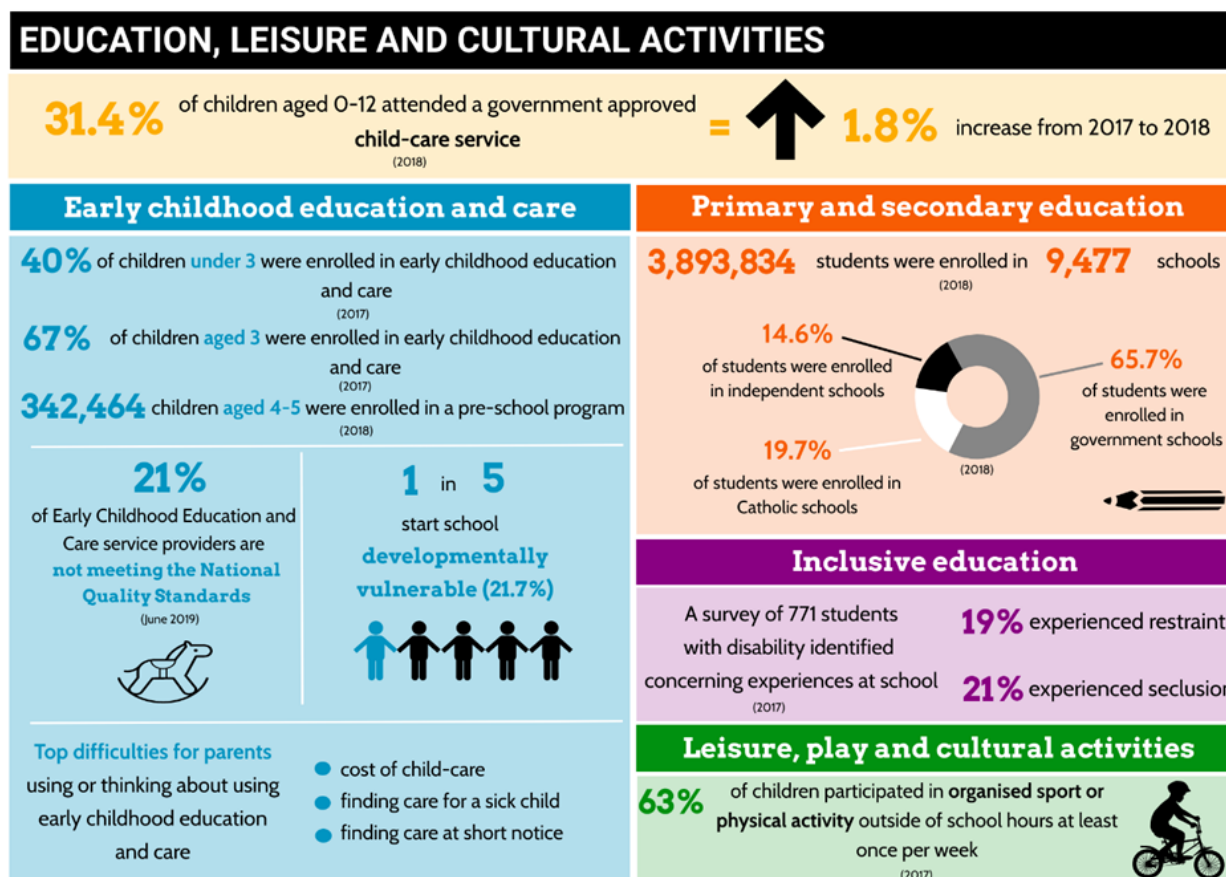 EDUCATION, LEISURE AND CULTURAL ACTIVITIES
31.4% of children aged 0-12 attended a government approved
child-care service
(2018)
= 1.8% increase from 2017 to 2018
Early childhood education and care
40% of children under 3 were enrolled in early childhood education
and care
(2017)
67% of children aged 3 were enrolled in early childhood education
and care
(2017)
342,464 children aged 4-5 were enrolled in a pre-school program
(2018)
21%
of Early Childhood Education and
Care service providers are
not meeting the National
Quality Standards
(June 2019)
1 in 5
start school
developmentally
vulnerable (21.7%)
Top difficulties for parents
using or thinking about using
early childhood education
and care
cost of child-care
finding care for a sick child
finding care at short notice
Primary and secondary education
3,893,834 students were enrolled in 9,477 schools
(2018)
14.6%
of students were enrolled
in independent schools
65.7%
of students were
enrolled in
government schools
19.7%
of students were enrolled in
Catholic schools
(2018)
Inclusive education
A survey of 771 students
with disability identified
concerning experiences at school
(2017)
19% experienced restraint
21% experienced seclusion
Leisure, play and cultural activities
63% of children participated in organised sport or
physical activity outside of school hours at least
once per week
(2017)